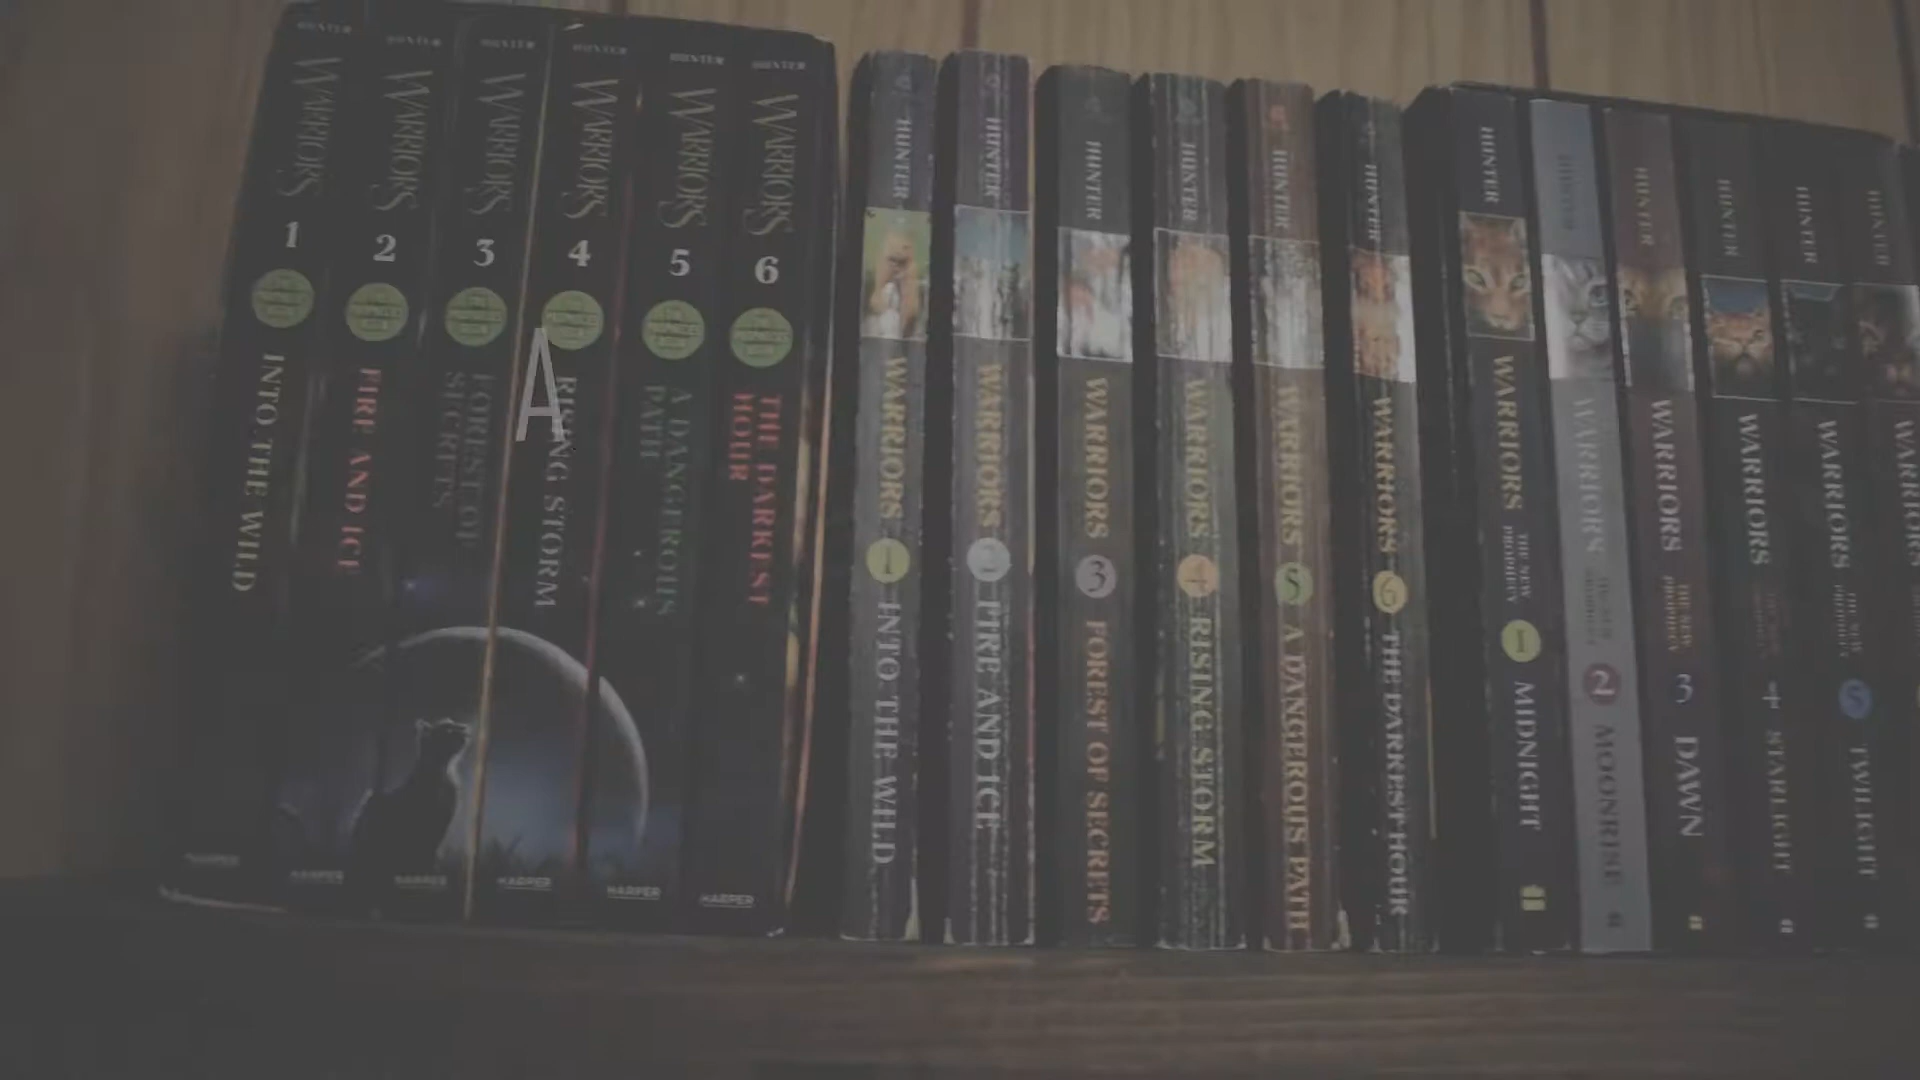 HUNTER
WARRIORS
1
INTO THE WILD
HARPER
HUNTER
WARRIORS
2
FIRE AND ICE
HARPER
HUNTER
WARRIORS
3
FOREST OF
SECRETS
HARPER
HUNTER
WARRIORS
4
RISING STORM
HARPER
HUNTER
WARRIORS
5
A DANGEROUS
PATH
HARPER
HUNTER
WARRIORS
6
THE DARKEST
HOUR
HARPER
A
HUNTER
WARRIORS
1
INTO THE WILD
HUNTER
WARRIORS
2
FIRE AND ICE
HUNTER
WARRIORS
3
FOREST OF SECRETS
HUNTER
WARRIORS
4
RISING STORM
HUNTER
WARRIORS
5
A DANGEROUS PATH
HUNTER
WARRIORS
6
THE DARKEST HOUR
HUNTER
WARRIORS
THE NEW
PROPHECY
1
MIDNIGHT
HUNTER
WARRIORS
2
MOONRISE
HUNTER
WARRIORS
THE NEW
PROPHECY
3
DAWN
HUNTER
WARRIORS
4
STARLIGHT
HUNTER
WARRIORS
THE NEW
PROPHECY
5
TWILIGHT
HUNTER
WARRIORS